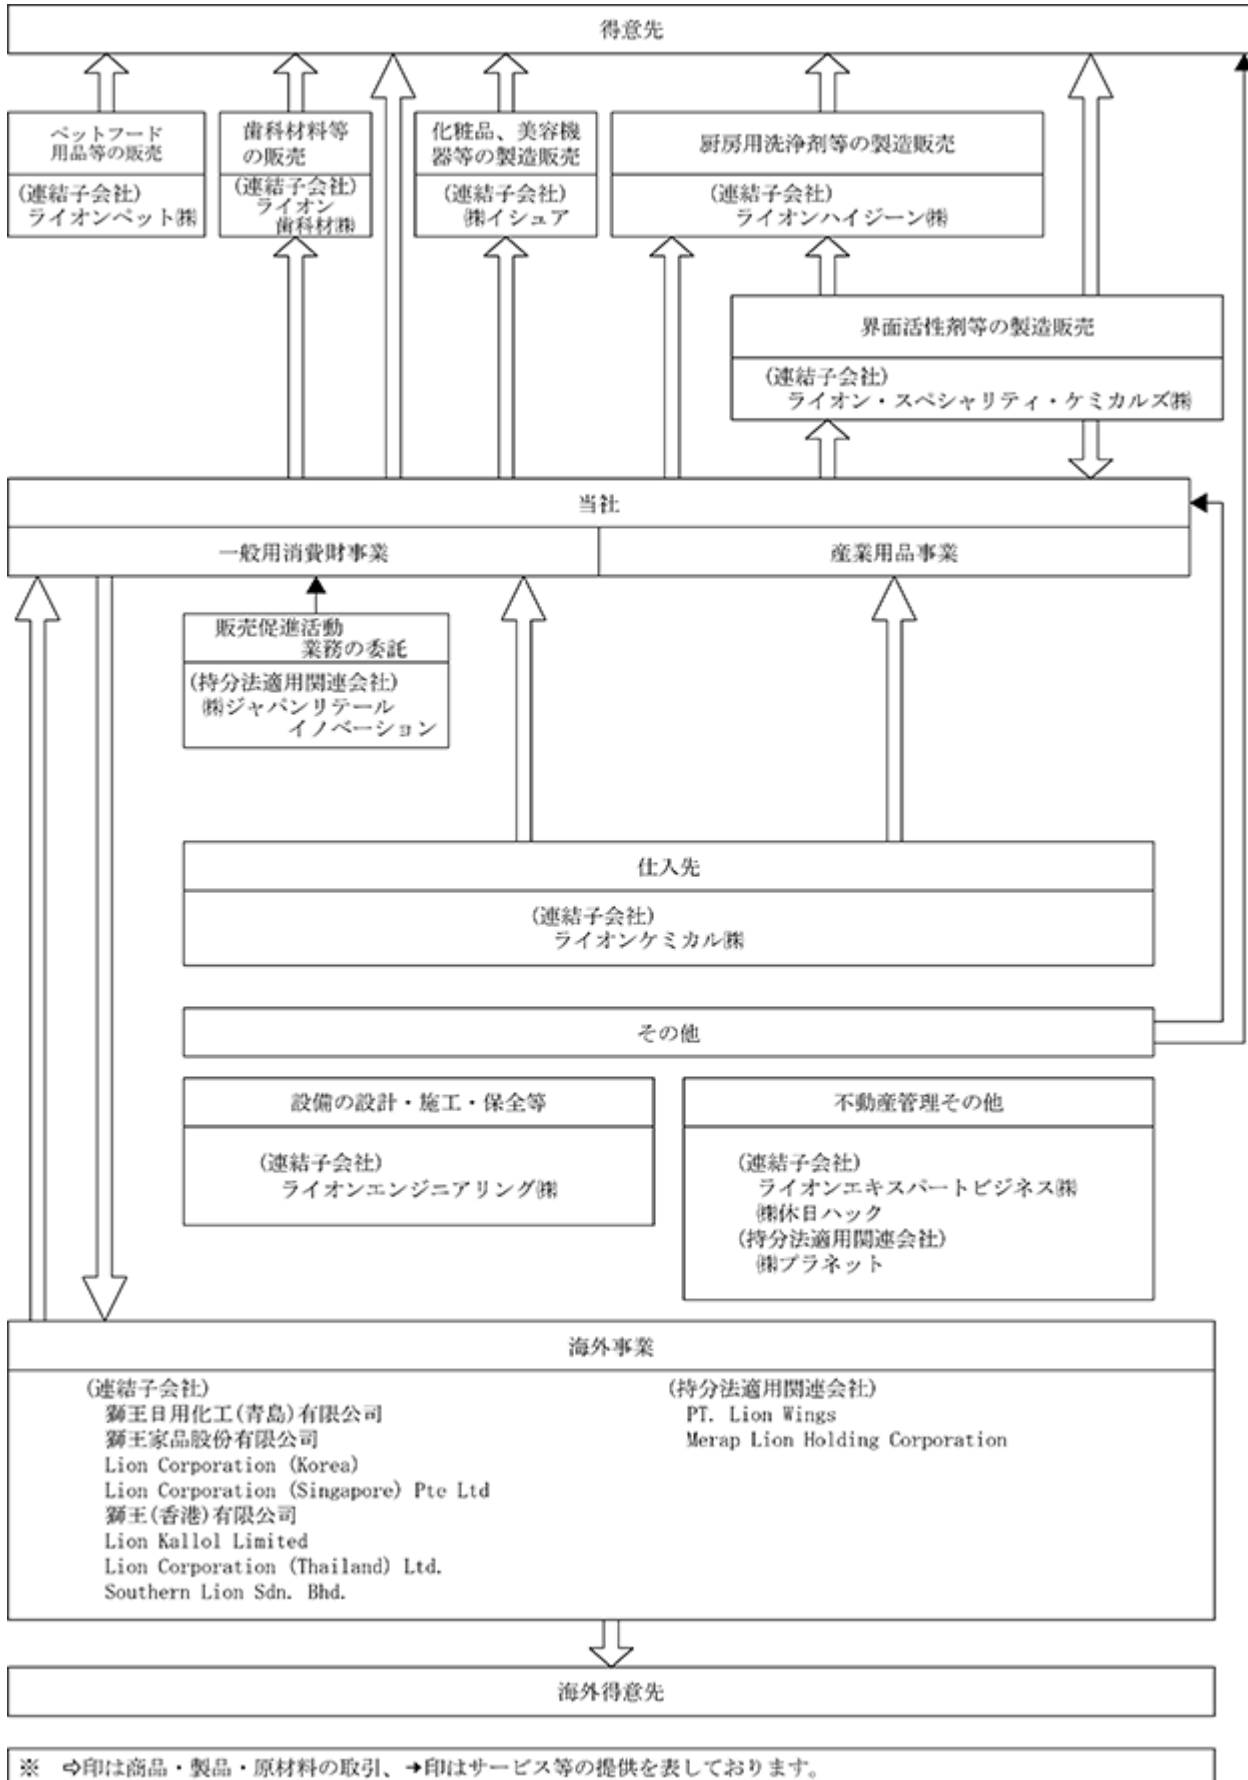 得意先
ペットフード
用品等の販売
(連結子会社)
ライオンペット㈱
歯科材料等
の販売
(連結子会社)
ライオン
歯科材㈱
化粧品、美容機
器等の製造販売
(連結子会社)
㈱イシュア
厨房用洗浄剤等の製造販売
(連結子会社)
ライオンハイジーン㈱
界面活性剤等の製造販売
(連結子会社)
ライオン・スペシャリティ・ケミカルズ㈱
当社
一般用消費財事業
産業用品事業
販売促進活動
業務の委託
(持分法適用関連会社)
㈱ジャパンリテール
イノベーション
仕入先
(連結子会社)
ライオンケミカル㈱
その他
設備の設計・施工・保全等
(連結子会社)
ライオンエンジニアリング㈱
不動産管理その他
(連結子会社)
ライオンエキスパートビジネス㈱
㈱休日ハック
(持分法適用関連会社)
㈱プラネット
海外事業
(連結子会社)
獅王日用化工(青島)有限公司
獅王家品股份有限公司
Lion Corporation (Korea)
Lion Corporation (Singapore) Pte Ltd
獅王(香港)有限公司
Lion Kallol Limited
Lion Corporation (Thailand) Ltd.
Southern Lion Sdn. Bhd.
(持分法適用関連会社)
PT. Lion Wings
Merap Lion Holding Corporation
海外得意先
※　⇨印は商品・製品・原材料の取引、➔印はサービス等の提供を表しております。